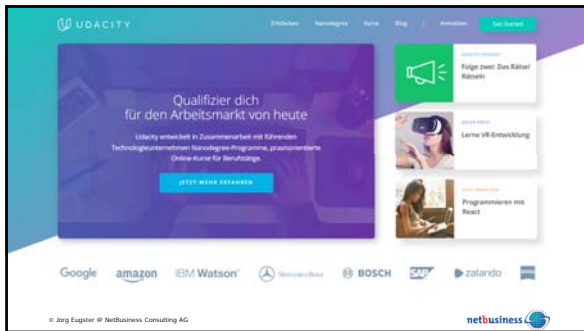 UDACITY
Entdecken Nanodegree Kurse Blog | Anmelden Get Started
Qualifizier dich
für den Arbeitsmarkt von heute
Udacity entwickelt in Zusammenarbeit mit führenden
Technologieunternehmen Nanodegree-Programme, praxisorientierte
Online-Kurse für Berufstätige.
JETZT MEHR ERFAHREN
Folge zwei: Das Rätsel
Rätseln
Lerne VR-Entwicklung
Programmieren mit
React
Google amazon IBM Watson Mercedes-Benz BOSCH SAP zalando
© Jörg Eugster @ NetBusiness Consulting AG
netbusiness